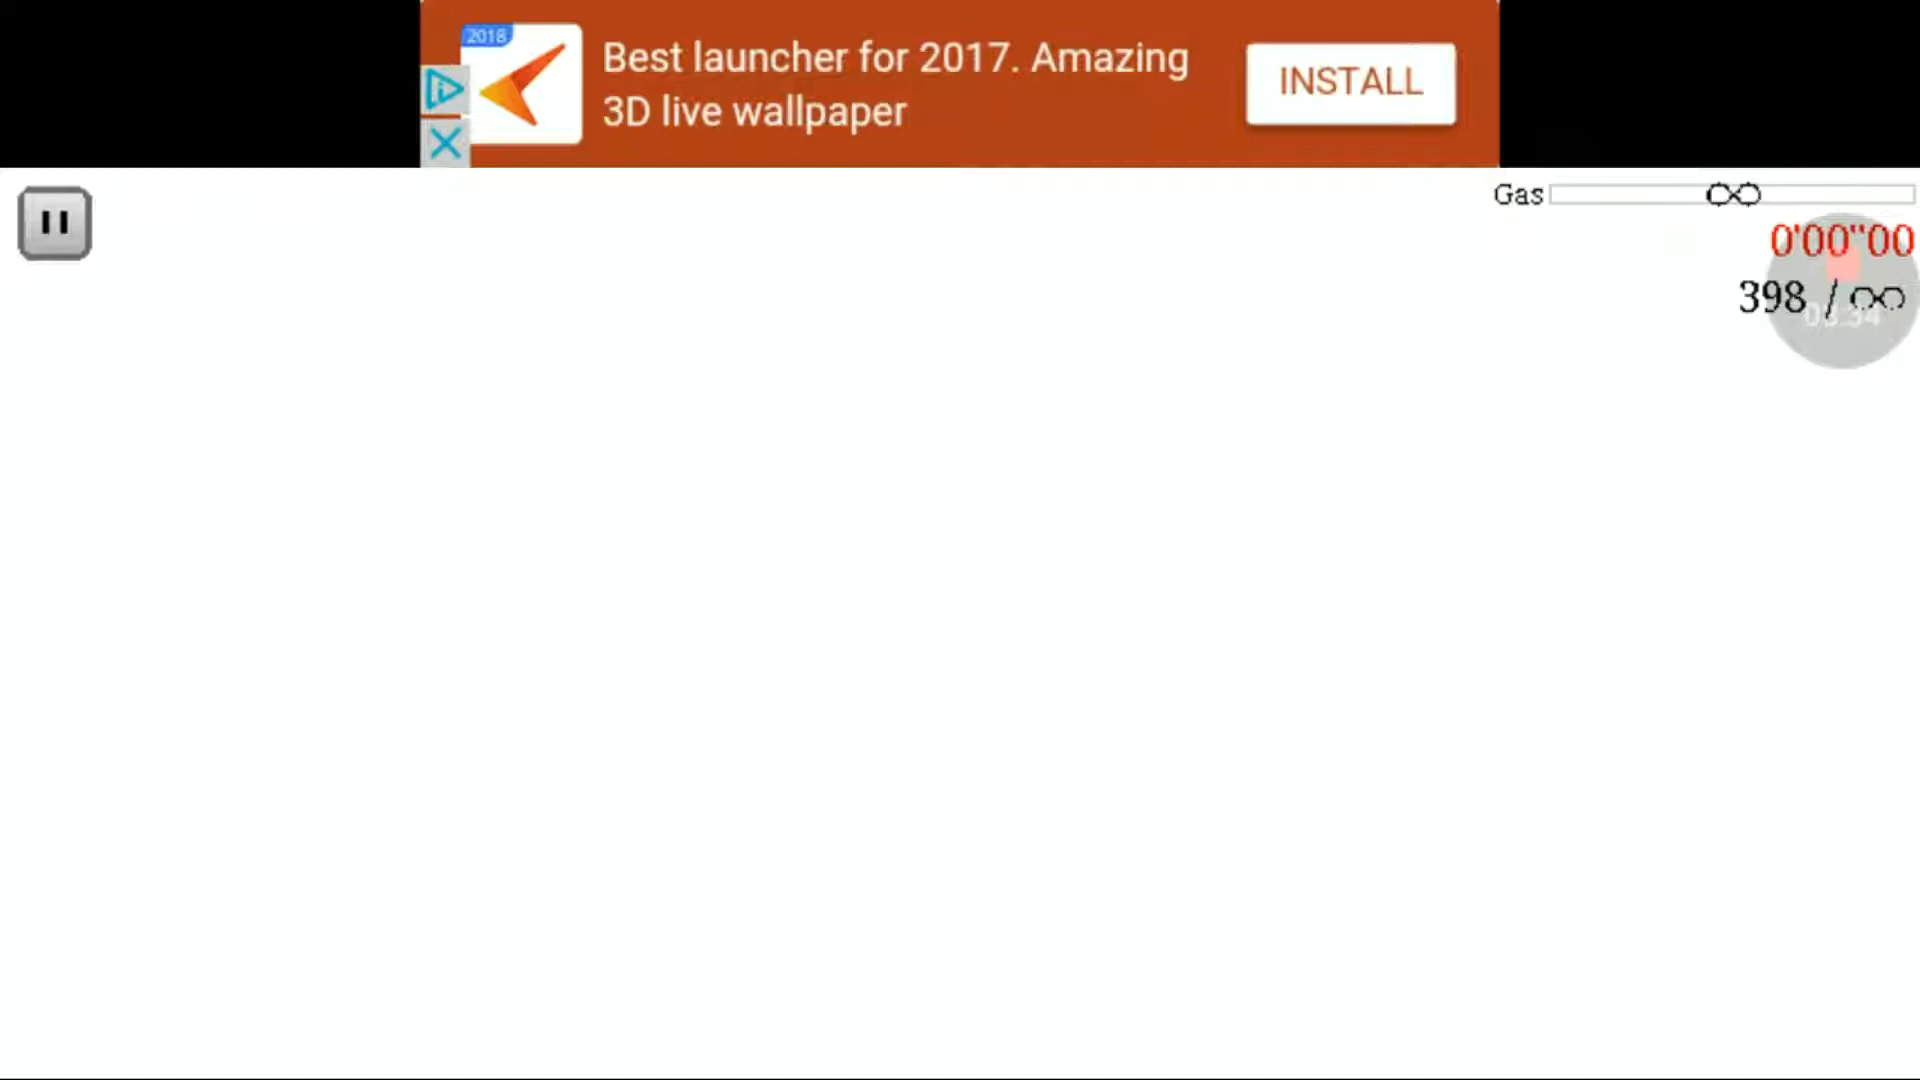 2018
Best launcher for 2017. Amazing
3D live wallpaper
INSTALL
Gas ∞
0'00"00
398 / ∞